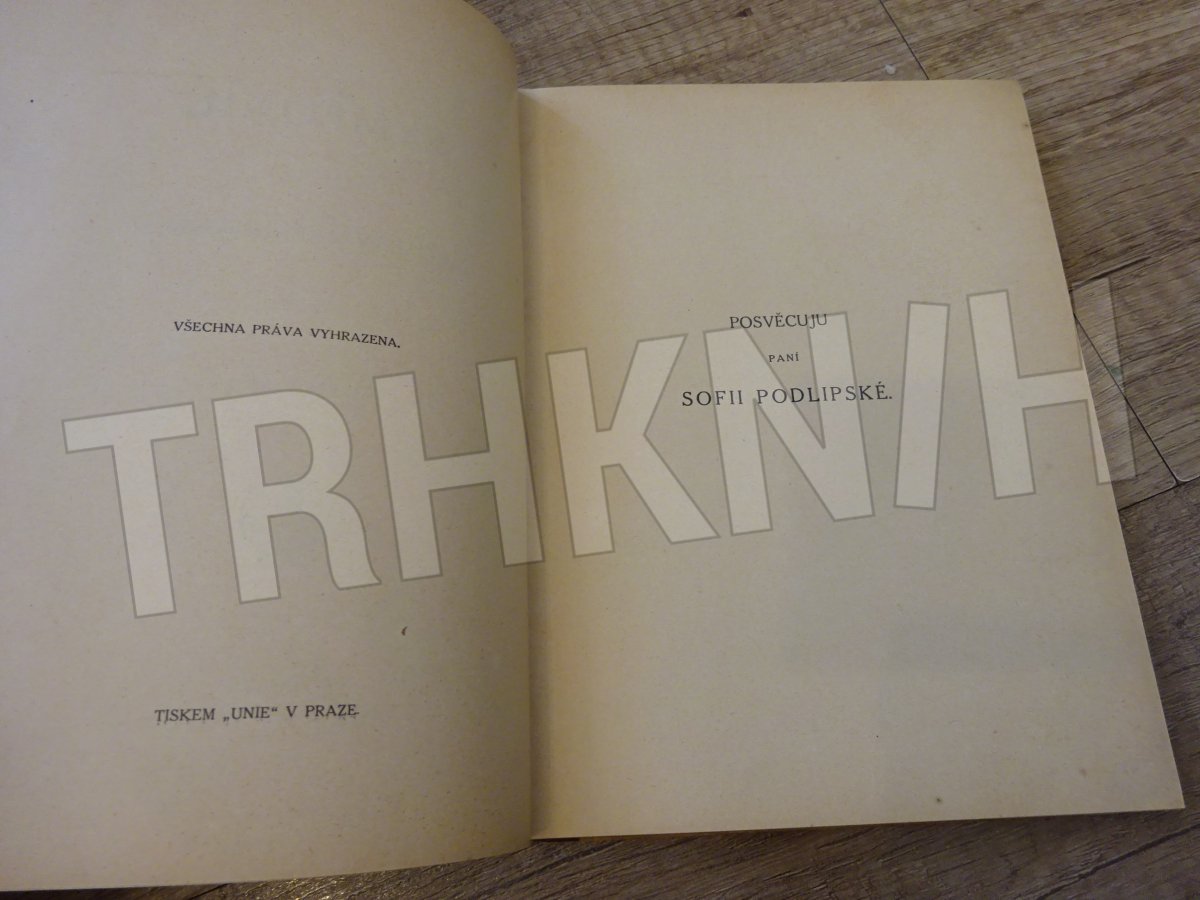 VŠECHNA PRÁVA VYHRAZENA.
TISKEM „UNIE“ V PRAZE.
POSVĚCUJU
PANÍ
SOFII PODLIPSKÉ.
TRHKNIH